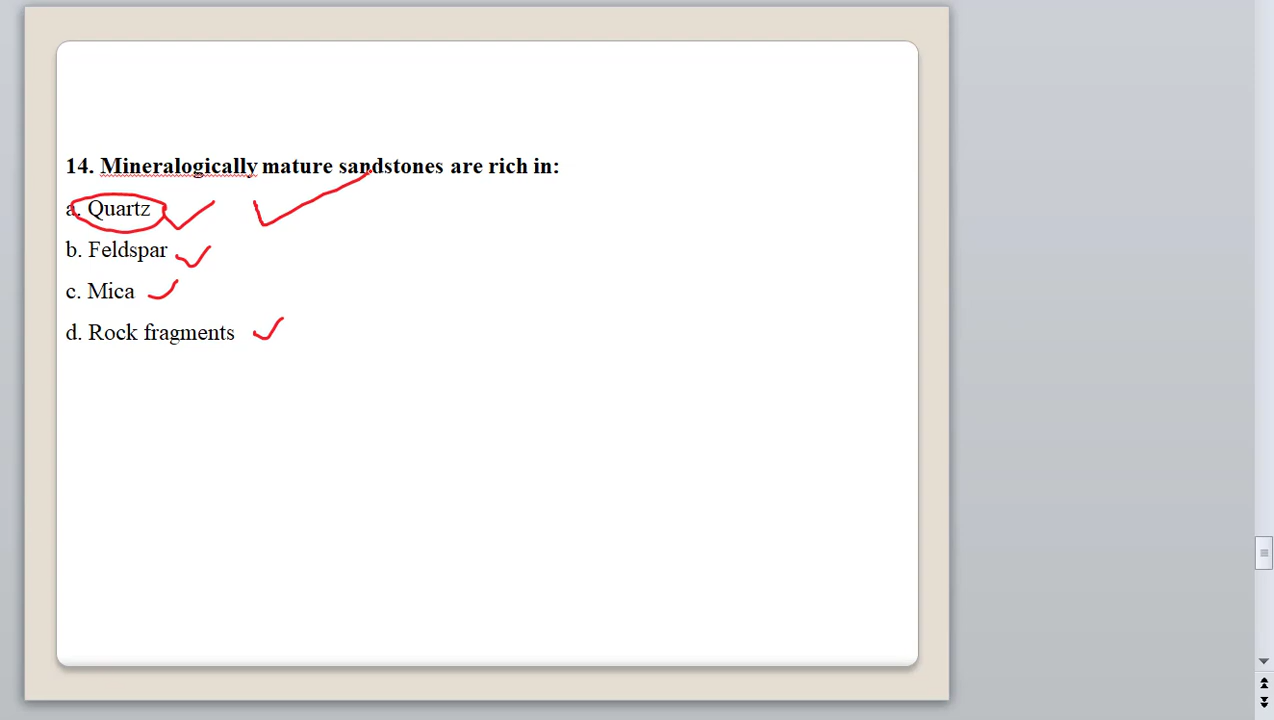 14. Mineralogically mature sandstones are rich in:
a. Quartz
b. Feldspar
c. Mica
d. Rock fragments